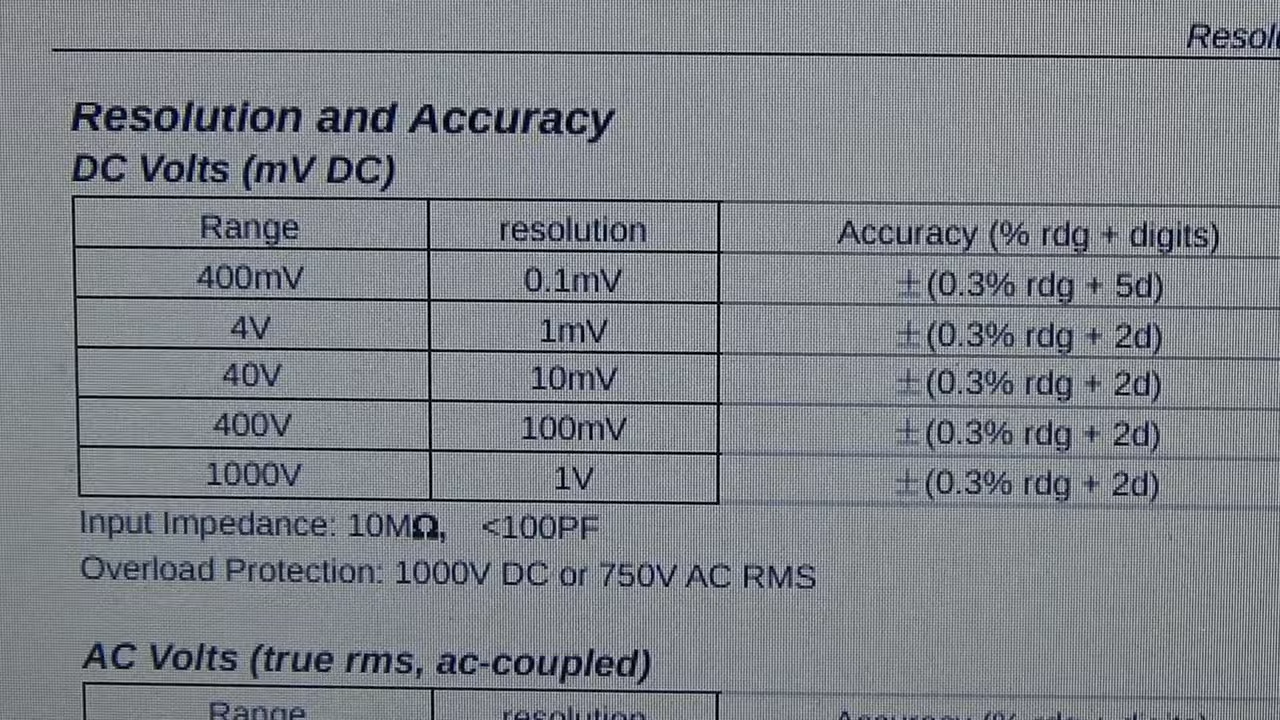 Resolution and Accuracy
DC Volts (mV DC)
Range resolution Accuracy (% rdg + digits)
400mV 0.1mV ±(0.3% rdg + 5d)
4V 1mV ±(0.3% rdg + 2d)
40V 10mV ±(0.3% rdg + 2d)
400V 100mV ±(0.3% rdg + 2d)
1000V 1V ±(0.3% rdg + 2d)
Input Impedance: 10MΩ, <100PF
Overload Protection: 1000V DC or 750V AC RMS
AC Volts (true rms, ac-coupled)
Range resolution